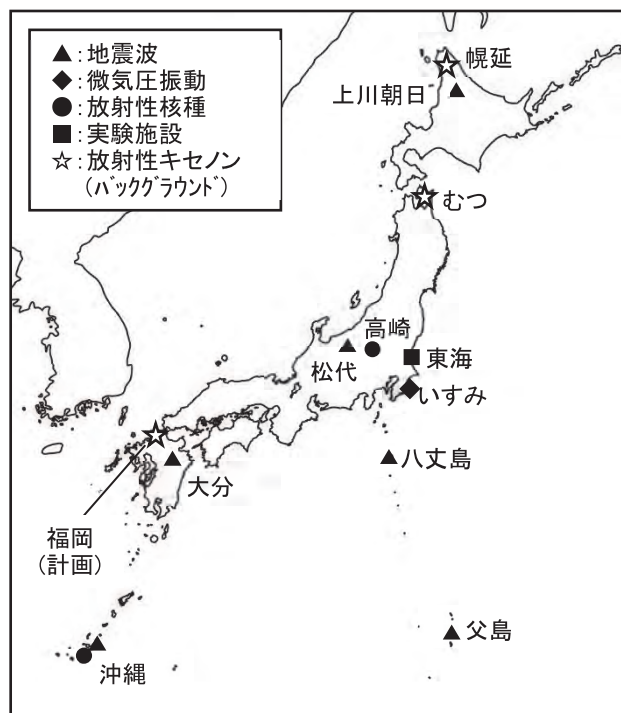 ▲:地震波
◆:微気圧振動
●:放射性核種
■:実験施設
☆:放射性キセノン
(ﾊﾞｯｸｸﾞﾗｳﾝﾄﾞ)
幌延
上川朝日
むつ
高崎
東海
松代
いすみ
八丈島
大分
福岡
(計画)
父島
沖縄